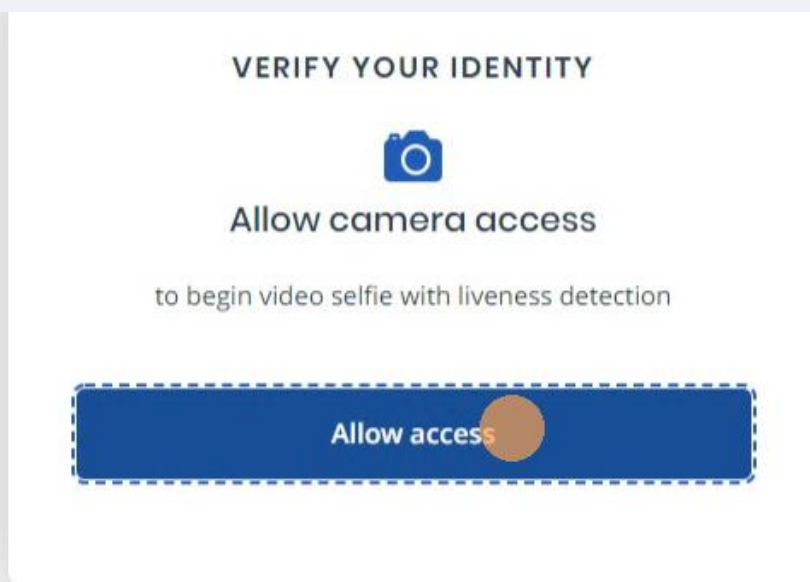 VERIFY YOUR IDENTITY
Allow camera access
to begin video selfie with liveness detection
Allow access